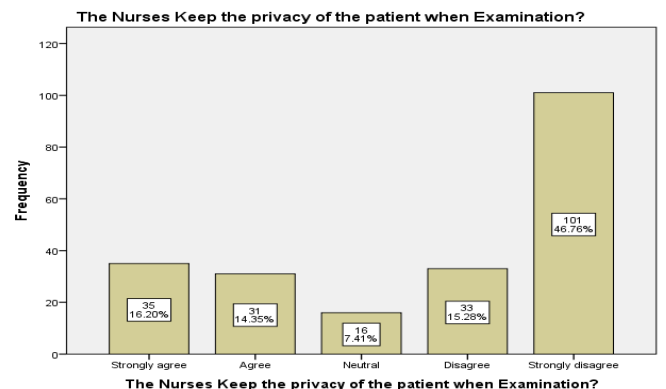 The Nurses Keep the privacy of the patient when Examination?
120
100
80
60
40
20
0
Frequency
35
16.20%
31
14.35%
16
7.41%
33
15.28%
101
46.76%
Strongly agree
Agree
Neutral
Disagree
Strongly disagree
The Nurses Keep the privacy of the patient when Examination?